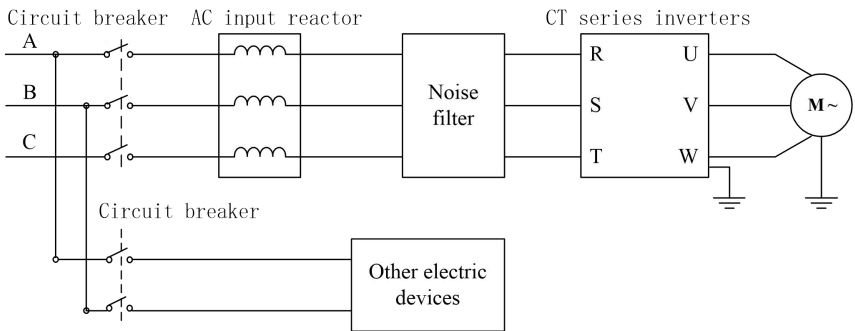 Circuit breaker AC input reactor CT series inverters
A
B
C
Noise
filter
R U
S V
T W
M~
Circuit breaker
Other electric
devices